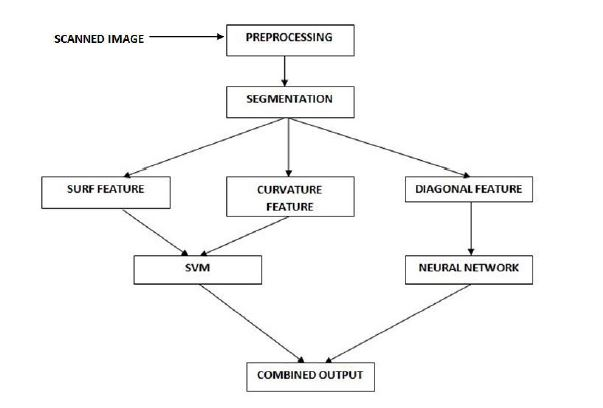 SCANNED IMAGE
PREPROCESSING
SEGMENTATION
SURF FEATURE
CURVATURE
FEATURE
DIAGONAL FEATURE
SVM
NEURAL NETWORK
COMBINED OUTPUT